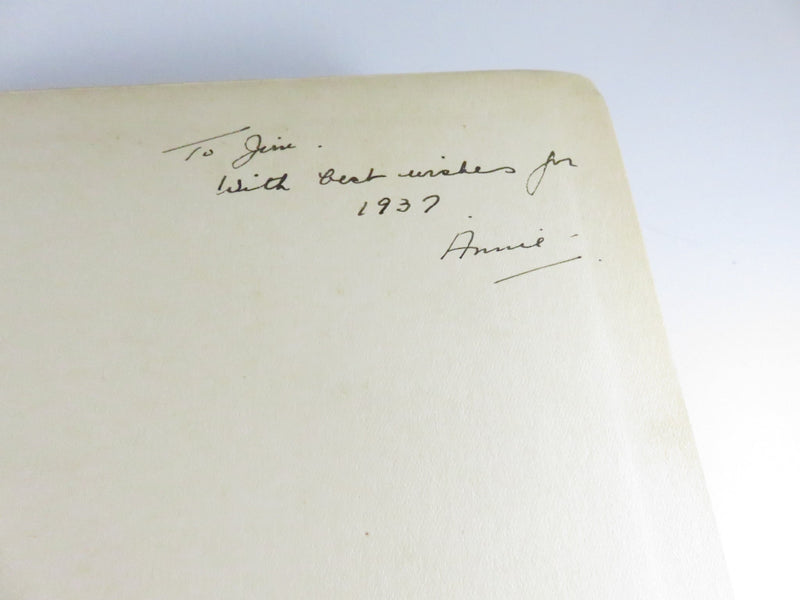 To Jim.
With best wishes for
1937
Annie